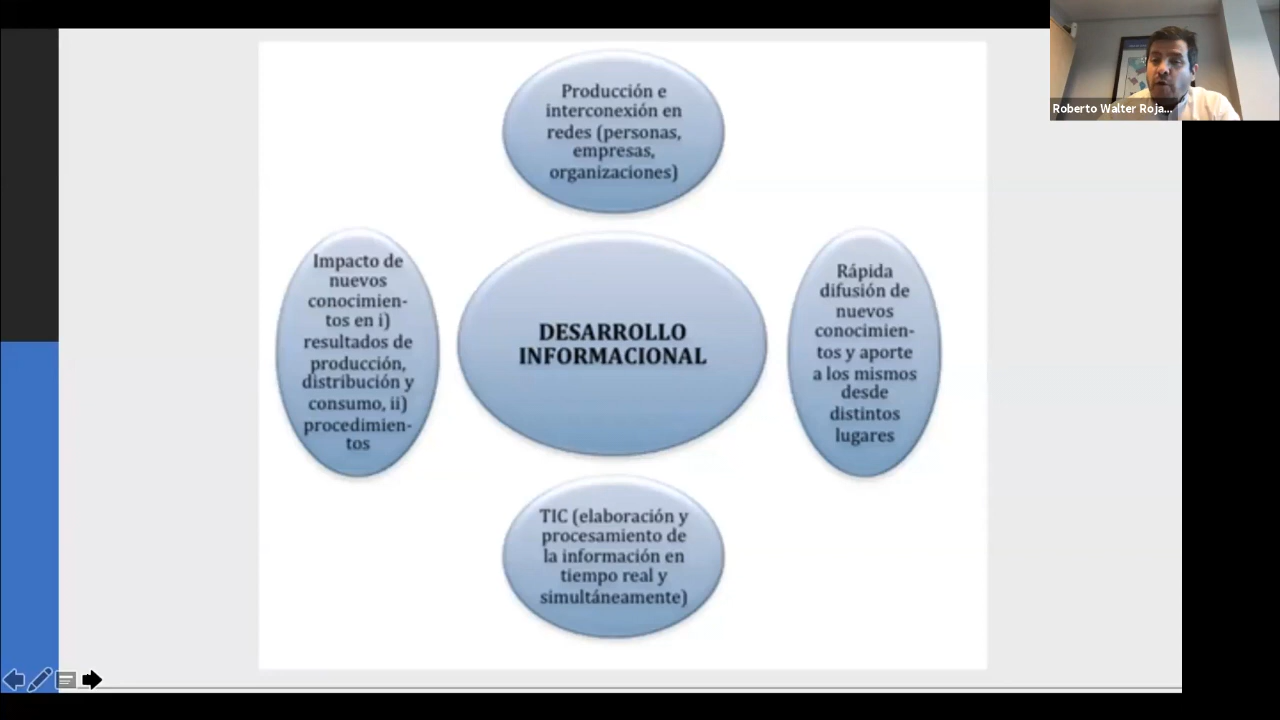 Roberto Walter Roja...
Producción e
interconexión en
redes (personas,
empresas,
organizaciones)
Impacto de
nuevos
conocimien-
tos en i)
resultados de
producción,
distribución y
consumo, ii)
procedimien-
tos
DESARROLLO
INFORMACIONAL
Rápida
difusión de
nuevos
conocimien-
tos y aporte
a los mismos
desde
distintos
lugares
TIC (elaboración y
procesamiento de
la información en
tiempo real y
simultáneamente)